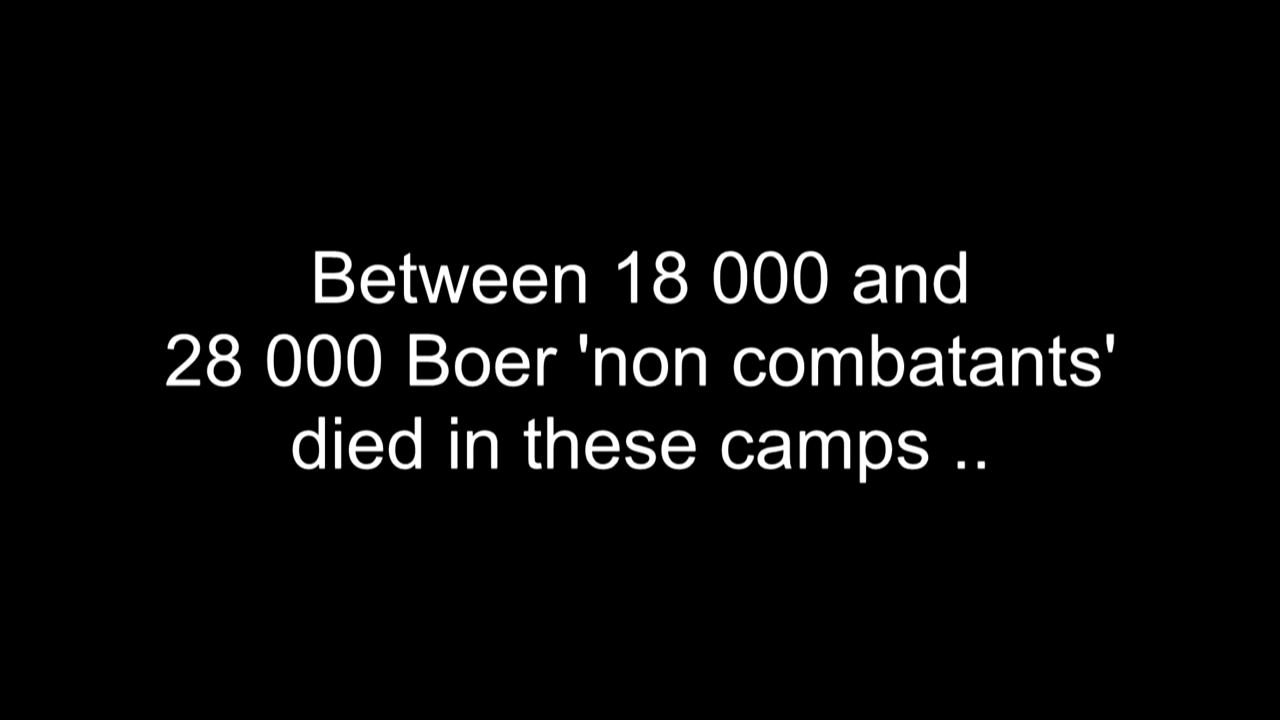 Between 18 000 and
28 000 Boer 'non combatants'
died in these camps ..